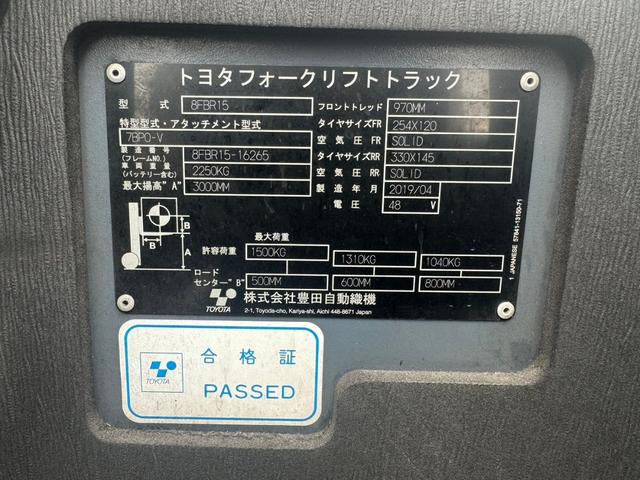 トヨタフォークリフトトラック
型式 8FBR15 フロントトレッド 970MM
特型型式・アタッチメント型式 タイヤサイズFR 254X120
7BPO-V 空気圧FR SOLID
製造番号(フレームNO.) 8FBR15-16265 タイヤサイズRR 330X145
車両重量(バッテリー含む) 2250KG 空気圧RR SOLID
最大揚高"A" 3000MM 製造年月 2019/04
電圧 48 V
B
B A
最大荷重
許容荷重 1500KG 1310KG 1040KG
ロードセンター"B" 500MM 600MM 800MM
TOYOTA 株式会社豊田自動織機
2-1, Toyoda-cho, Kariya-shi, Aichi 448-8671 Japan
1 JAPANESE 57641-13150-71
合格証
TOYOTA
PASSED